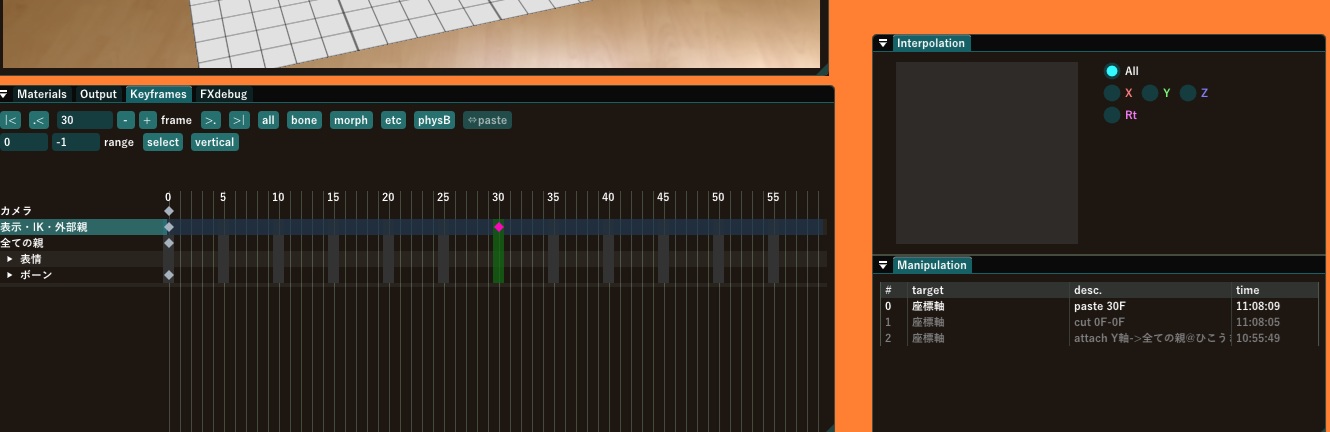 Materials Output Keyframes FXdebug
|< .< 30 - + frame >. >| all bone morph etc physB ⇔paste
0 -1 range select vertical
0 5 10 15 20 25 30 35 40 45 50 55
カメラ
表示・IK・外部親
全ての親
表情
ボーン
Interpolation
All
X Y Z
Rt
Manipulation
# target desc. time
0 座標軸 paste 30F 11:08:09
1 座標軸 cut 0F-0F 11:08:05
2 座標軸 attach Y軸->全ての親@ひこう 10:55:49